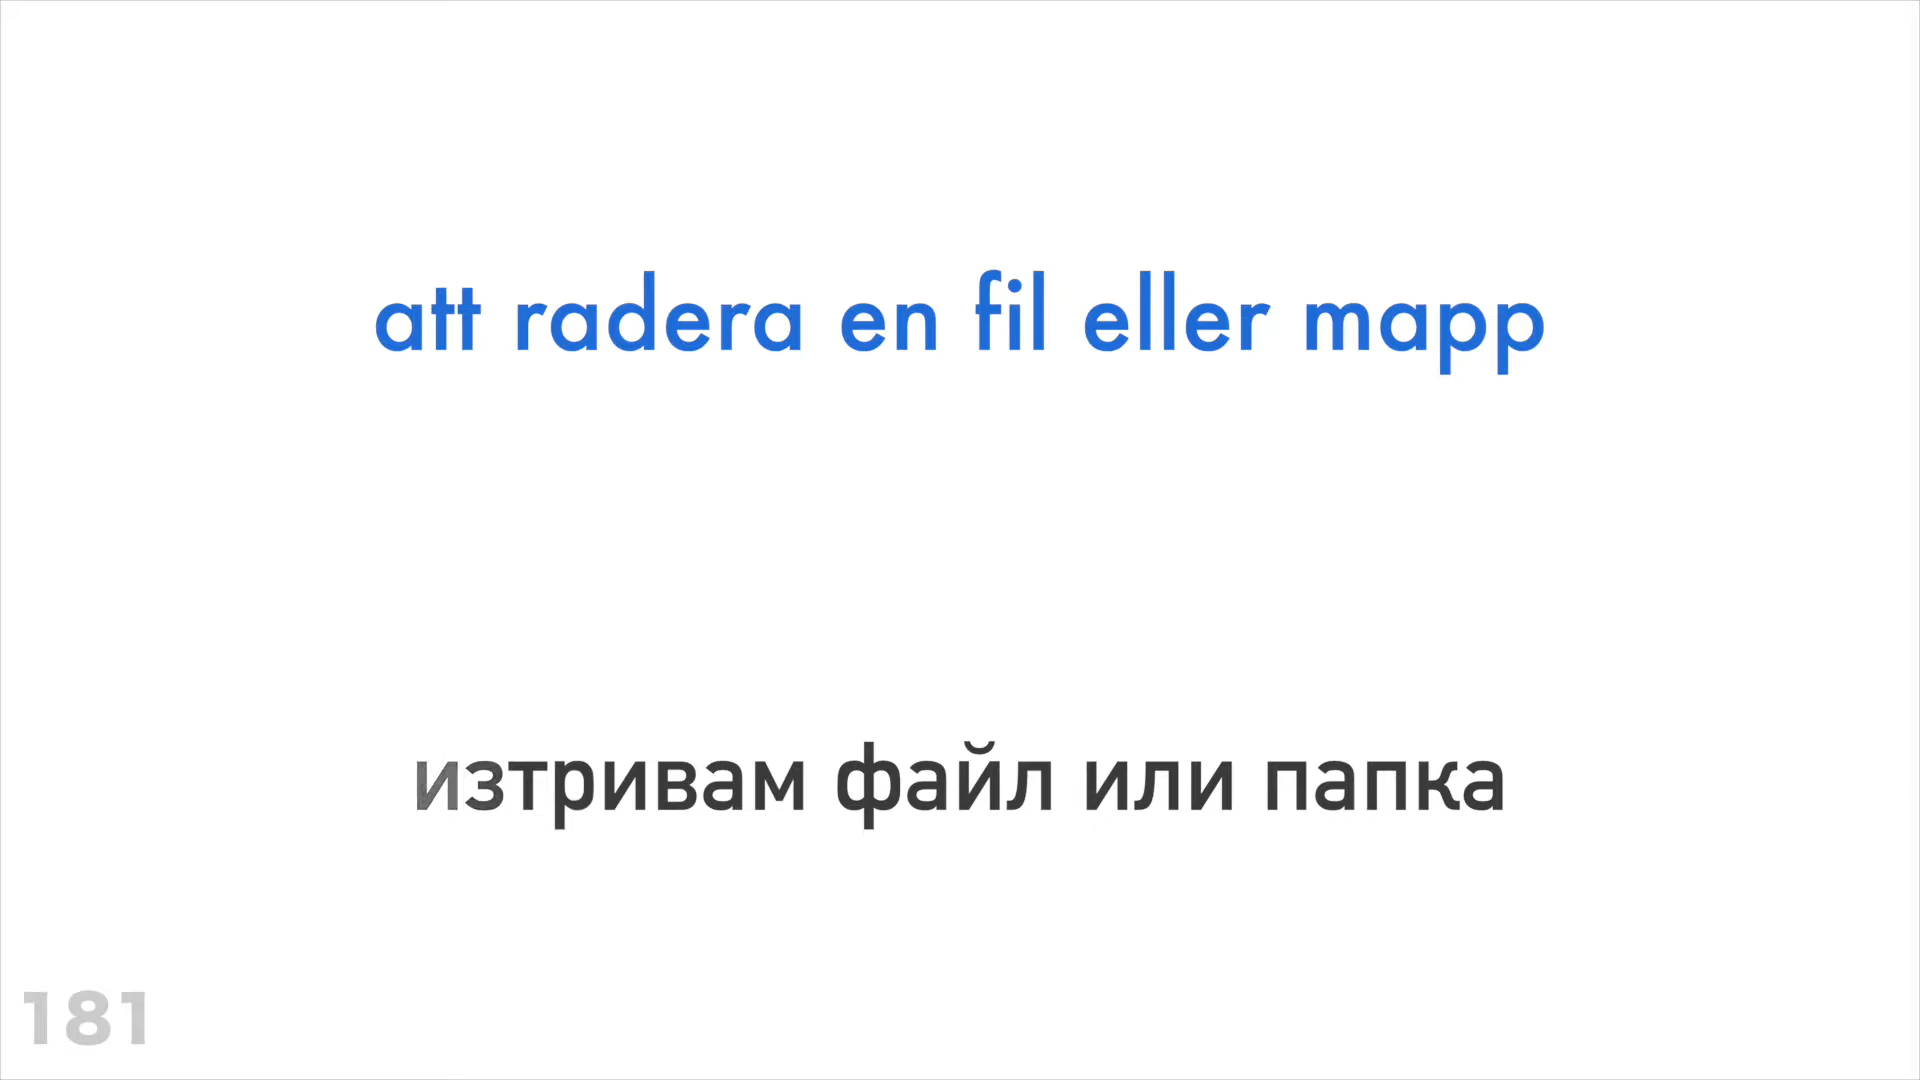 att radera en fil eller mapp
изтривам файл или папка
181